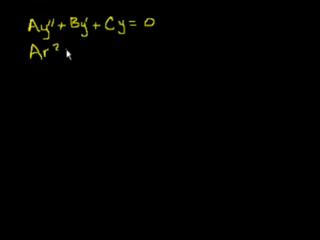 Ay'' + By' + Cy = 0
Ar²